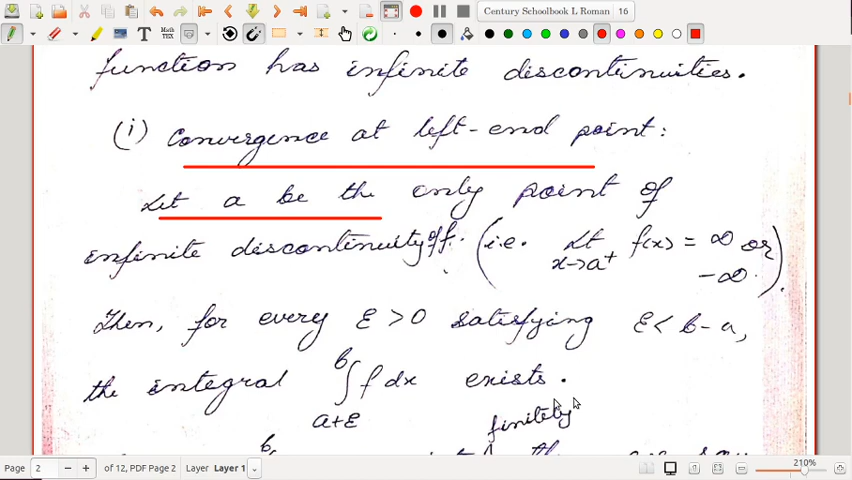 Century Schoolbook L Roman 16
T Math TEX
function has infinite discontinuities.
(i) Convergence at left-end point:
Let a be the only point of
infinite discontinuity of f. (i.e. Lt x→a+ f(x) = ∞ or -∞.).
Then, for every ε > 0 satisfying ε < b - a,
the integral ∫ f dx exists.
b
a+ε
finitely
Page 2 of 12, PDF Page 2 Layer Layer 1 210%